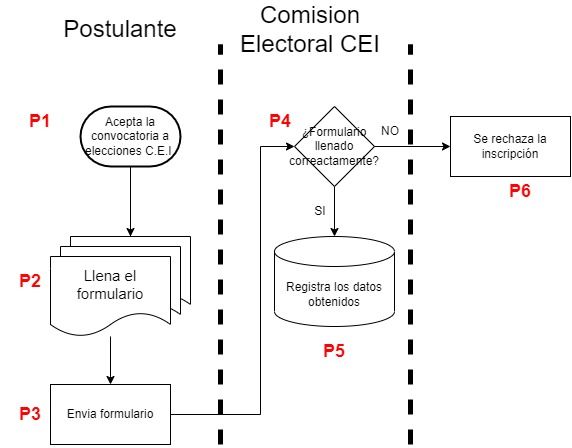 Postulante
Comision
Electoral CEI
P1
Acepta la
convocatoria a
elecciones C.E.I.
P4
¿Formulario
llenado
correactamente?
NO
Se rechaza la
inscripción
P6
SI
P2
Llena el
formulario
Registra los datos
obtenidos
P5
P3
Envia formulario